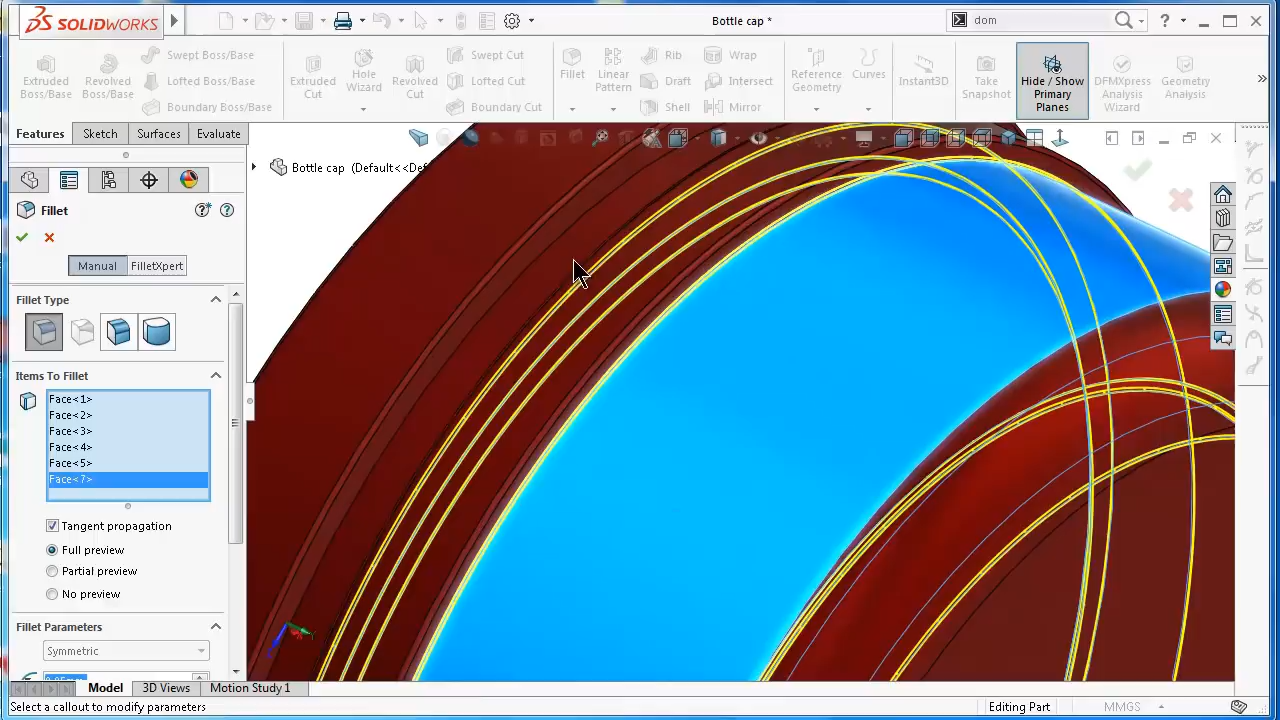 SOLIDWORKS
Bottle cap *
dom
Extruded Boss/Base
Revolved Boss/Base
Swept Boss/Base
Lofted Boss/Base
Boundary Boss/Base
Extruded Cut
Hole Wizard
Revolved Cut
Swept Cut
Lofted Cut
Boundary Cut
Fillet
Linear Pattern
Rib
Draft
Shell
Wrap
Intersect
Mirror
Reference Geometry
Curves
Instant3D
Take Snapshot
Hide / Show Primary Planes
DFMXpress Analysis Wizard
Geometry Analysis
Features
Sketch
Surfaces
Evaluate
Bottle cap (Default<<De
Fillet
Manual
FilletXpert
Fillet Type
Items To Fillet
Face<1>
Face<2>
Face<3>
Face<4>
Face<5>
Face<7>
Tangent propagation
Full preview
Partial preview
No preview
Fillet Parameters
Symmetric
Model
3D Views
Motion Study 1
Select a callout to modify parameters
Editing Part
MMGS